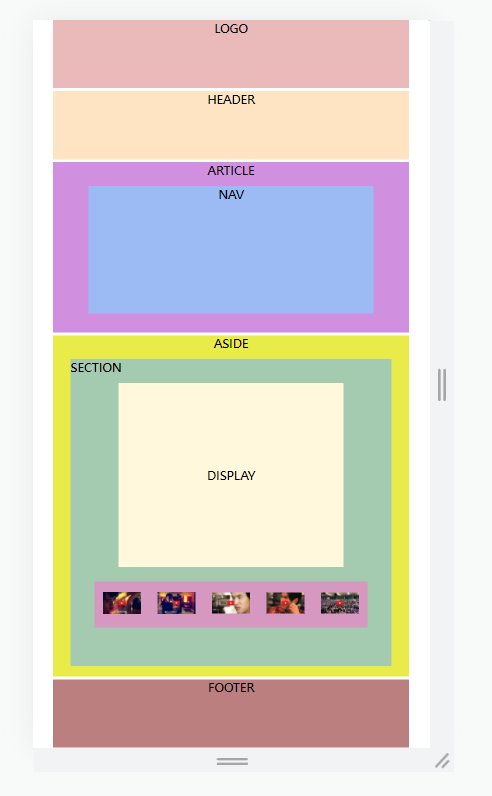 LOGO
HEADER
ARTICLE
NAV
ASIDE
SECTION
DISPLAY
FOOTER